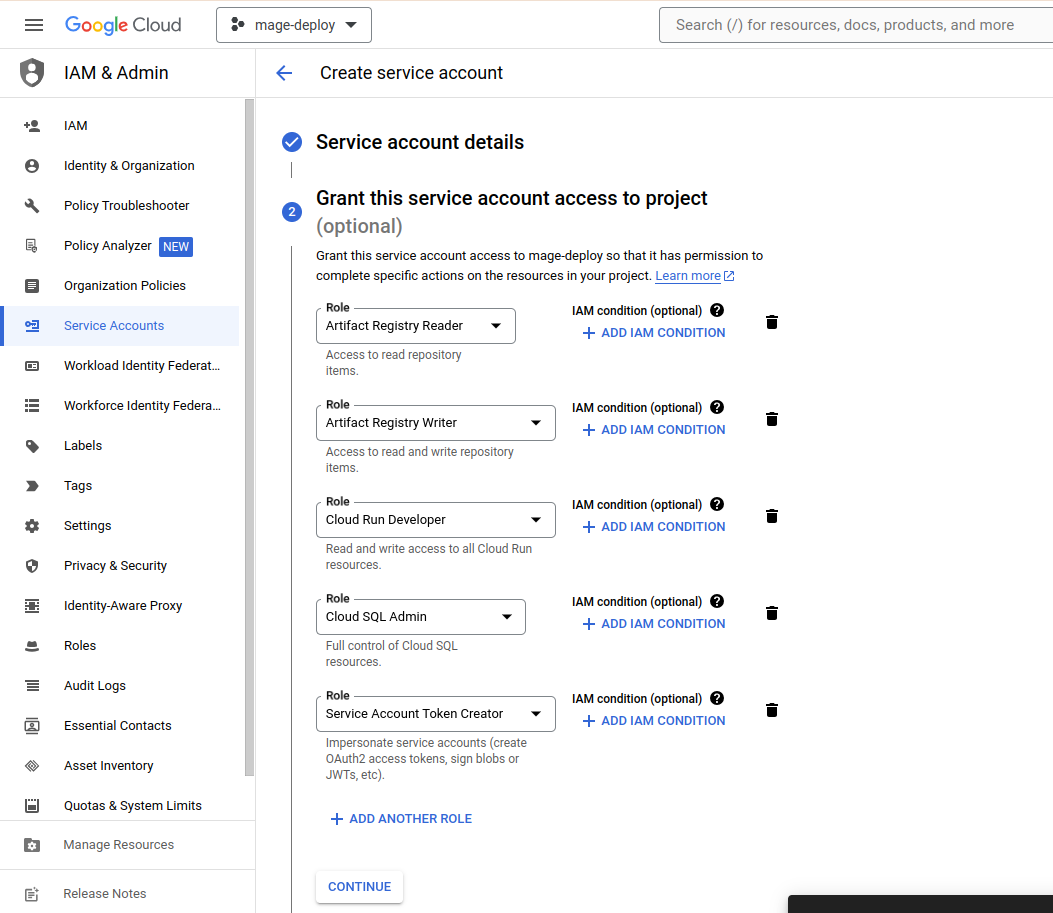 Google Cloud
mage-deploy
Search (/) for resources, docs, products, and more
IAM & Admin
IAM
Identity & Organization
Policy Troubleshooter
Policy Analyzer NEW
Organization Policies
Service Accounts
Workload Identity Federat...
Workforce Identity Federa...
Labels
Tags
Settings
Privacy & Security
Identity-Aware Proxy
Roles
Audit Logs
Essential Contacts
Asset Inventory
Quotas & System Limits
Manage Resources
Release Notes
Create service account
Service account details
2
Grant this service account access to project
(optional)
Grant this service account access to mage-deploy so that it has permission to
complete specific actions on the resources in your project. Learn more
Role
Artifact Registry Reader
Access to read repository
items.
IAM condition (optional) ?
+ ADD IAM CONDITION
Role
Artifact Registry Writer
Access to read and write repository
items.
IAM condition (optional) ?
+ ADD IAM CONDITION
Role
Cloud Run Developer
Read and write access to all Cloud Run
resources.
IAM condition (optional) ?
+ ADD IAM CONDITION
Role
Cloud SQL Admin
Full control of Cloud SQL
resources.
IAM condition (optional) ?
+ ADD IAM CONDITION
Role
Service Account Token Creator
Impersonate service accounts (create
OAuth2 access tokens, sign blobs or
JWTs, etc).
IAM condition (optional) ?
+ ADD IAM CONDITION
+ ADD ANOTHER ROLE
CONTINUE